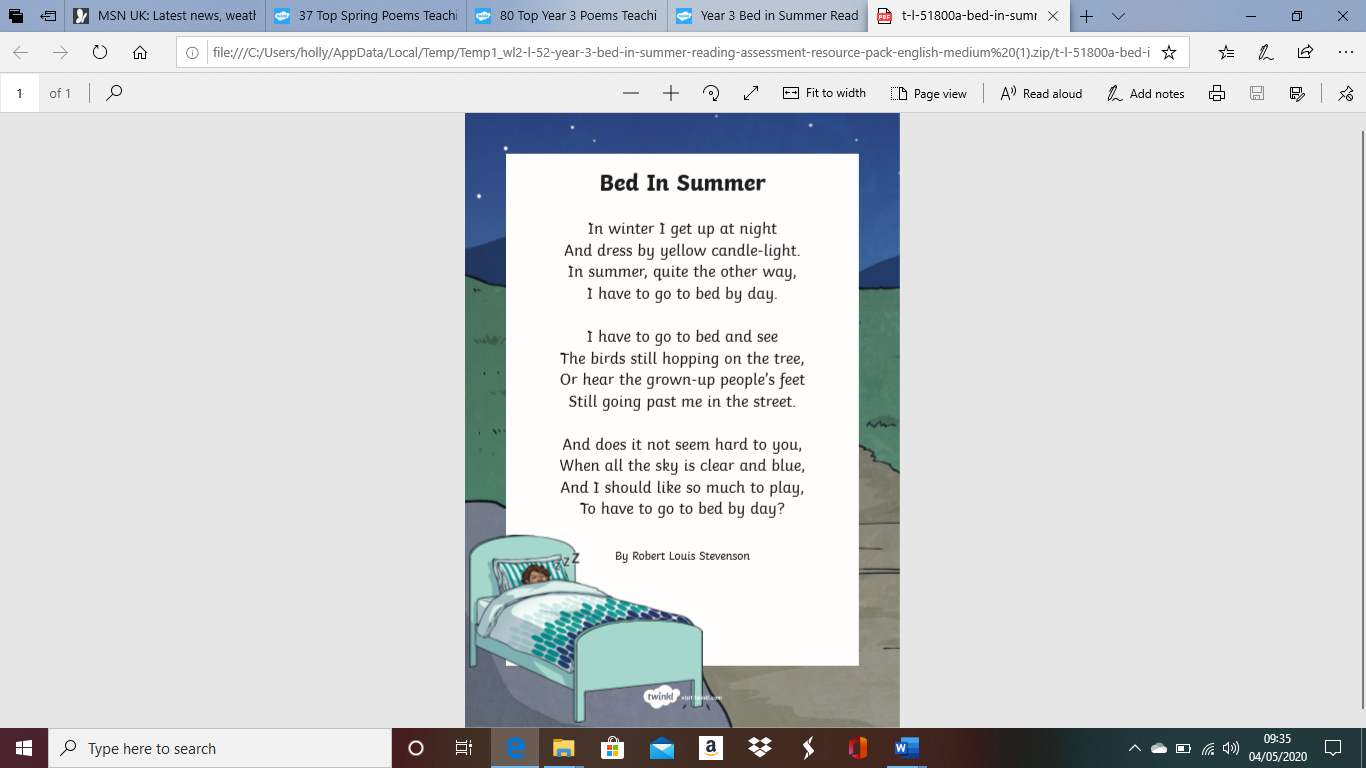 MSN UK: Latest news, weath
37 Top Spring Poems Teachi
80 Top Year 3 Poems Teachi
Year 3 Bed in Summer Read
t-l-51800a-bed-in-sumr
file:///C:/Users/holly/AppData/Local/Temp/Temp1_wl2-l-52-year-3-bed-in-summer-reading-assessment-resource-pack-english-medium%20(1).zip/t-l-51800a-bed-i
1 of 1
Fit to width
Page view
Read aloud
Add notes
Bed In Summer
In winter I get up at night
And dress by yellow candle-light.
In summer, quite the other way,
I have to go to bed by day.
I have to go to bed and see
The birds still hopping on the tree,
Or hear the grown-up people's feet
Still going past me in the street.
And does it not seem hard to you,
When all the sky is clear and blue,
And I should like so much to play,
To have to go to bed by day?
By Robert Louis Stevenson
zzZ
twinkl visit twinkl.com
Type here to search
09:35
04/05/2020